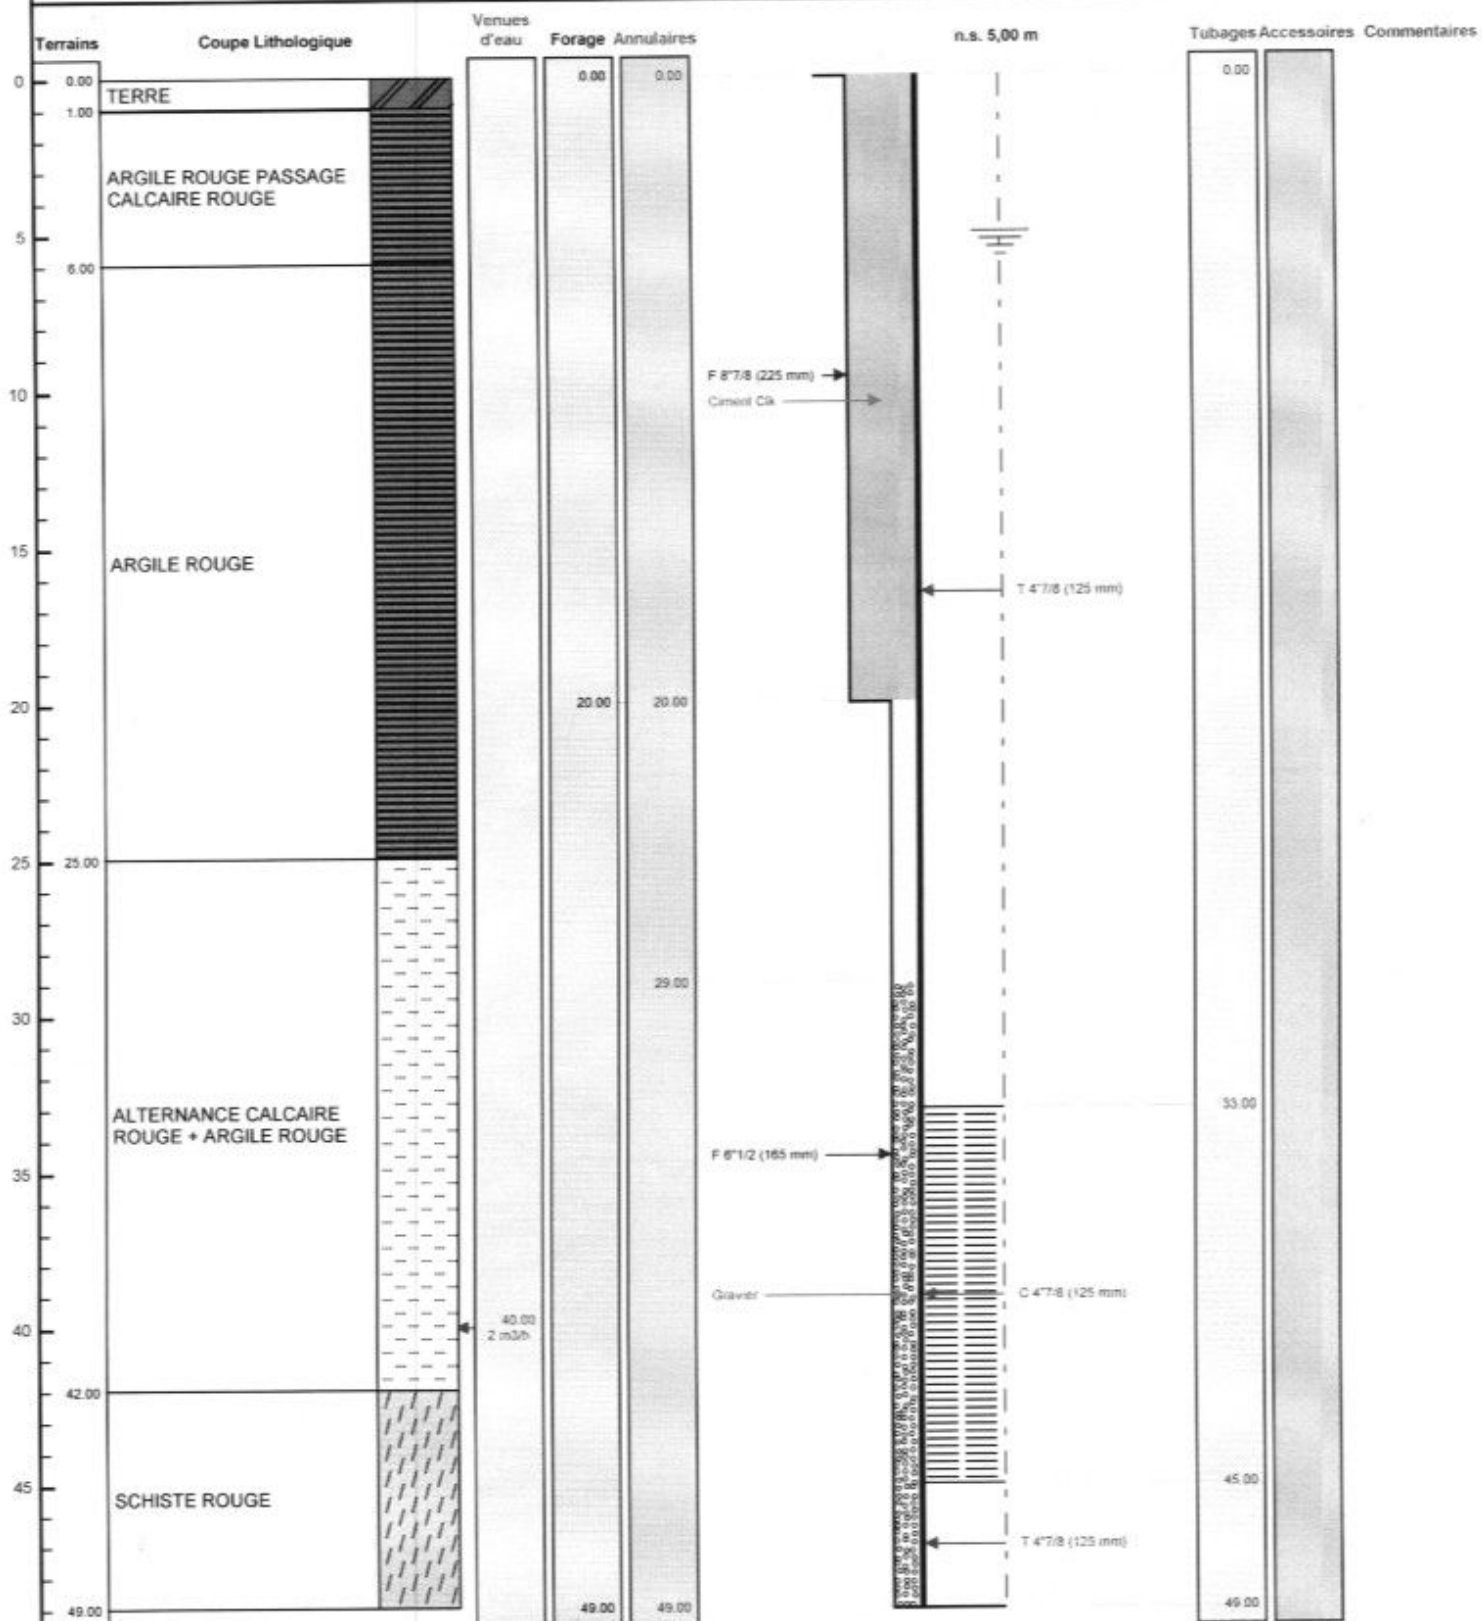 Terrains
Coupe Lithologique
Venues
d'eau
Forage
Annulaires
n.s. 5,00 m
Tubages
Accessoires
Commentaires
0
0.00
TERRE
0.00
0.00
0.00
1.00
ARGILE ROUGE PASSAGE
CALCAIRE ROUGE
5
6.00
F 8"7/8 (225 mm)
10
Ciment Clk
15
ARGILE ROUGE
T 4"7/8 (125 mm)
20
20.00
20.00
25
25.00
29.00
30
33.00
ALTERNANCE CALCAIRE
ROUGE + ARGILE ROUGE
F 6"1/2 (165 mm)
35
Gravier
C 4"7/8 (125 mm)
40
40.00
2 m3/h
42.00
45
45.00
SCHISTE ROUGE
T 4"7/8 (125 mm)
49.00
49.00
49.00
49.00